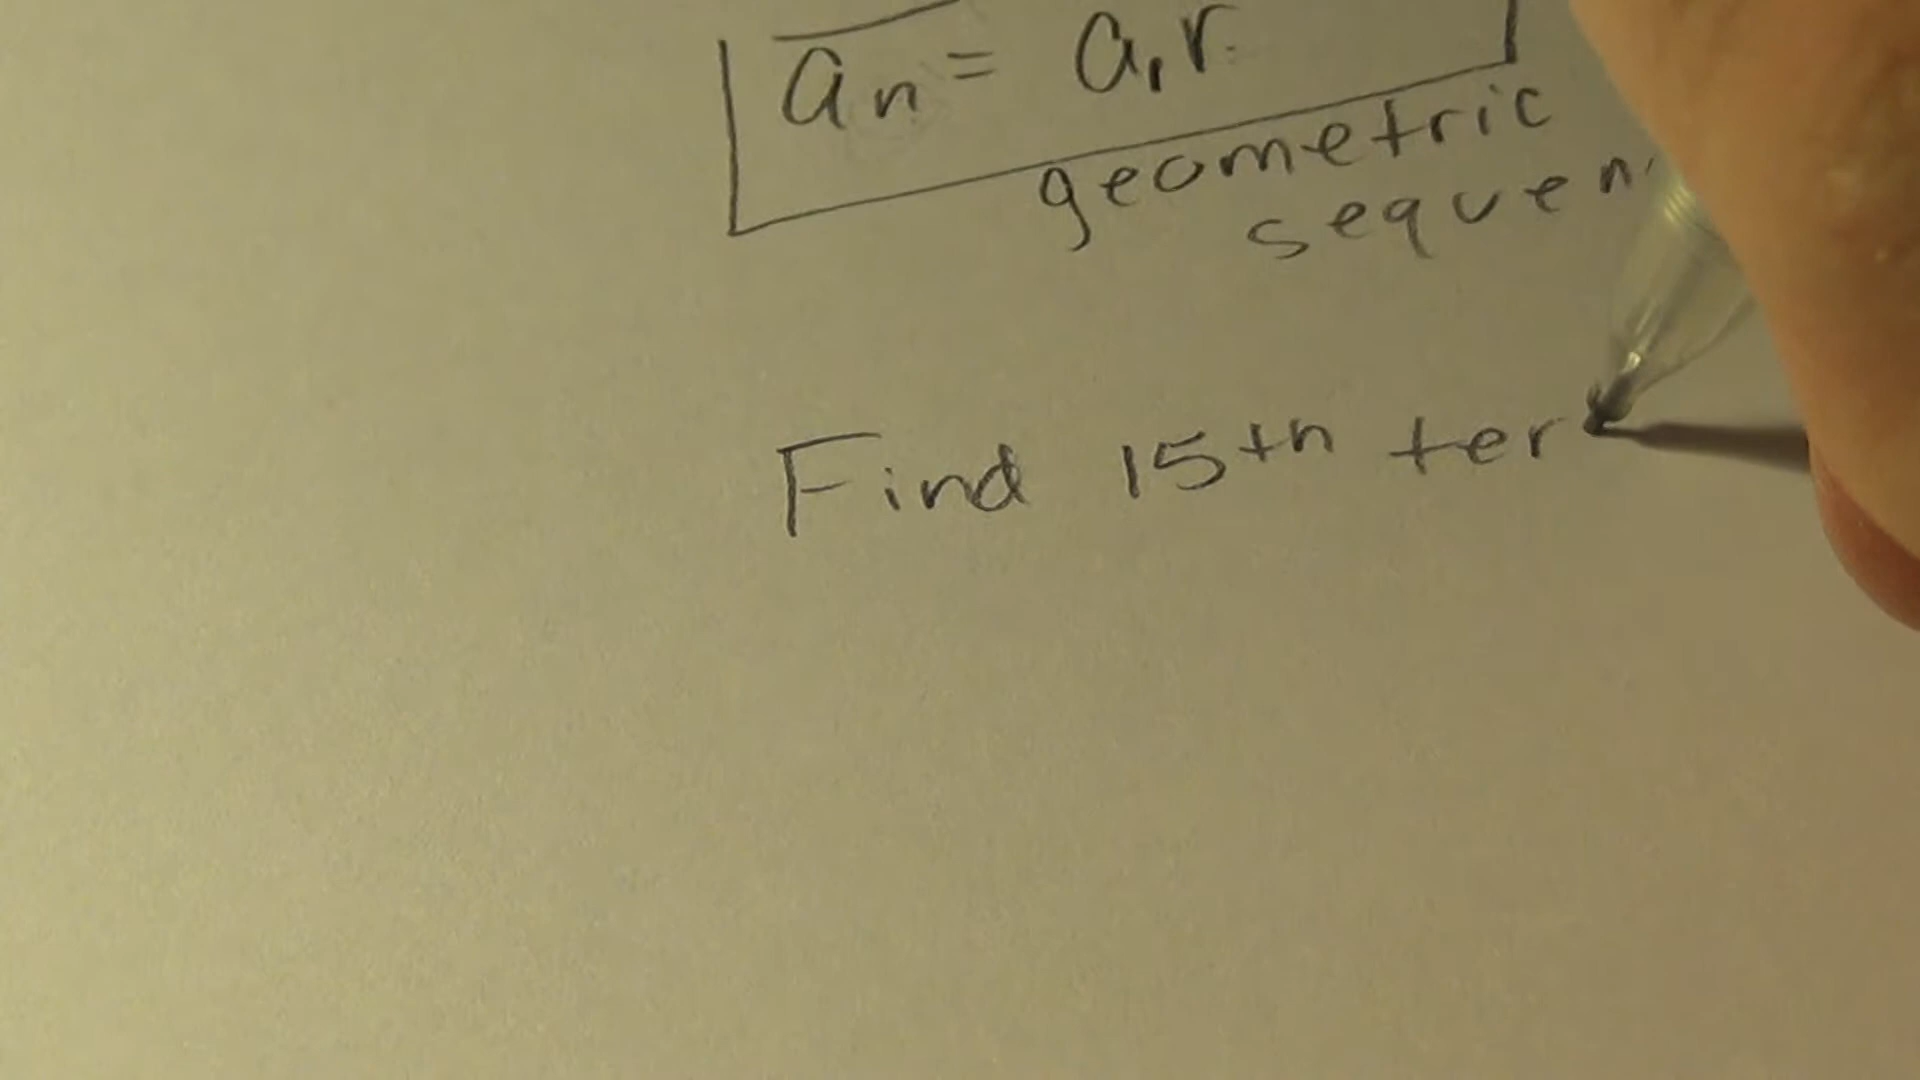 an = a1r
geometric
sequen
Find 15th ter